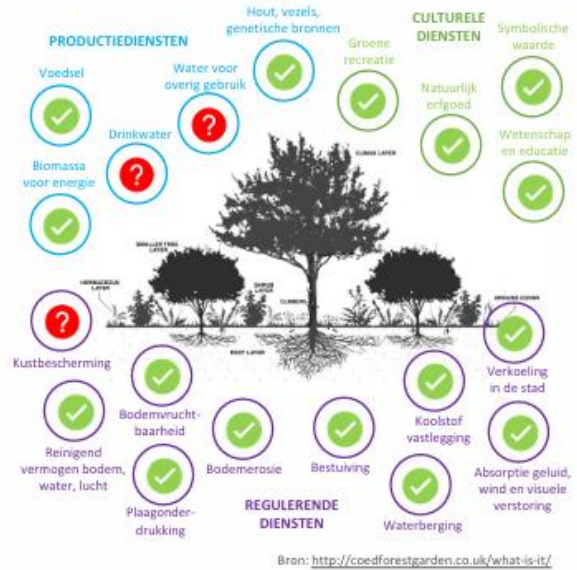 PRODUCTIEDIENSTEN
Hout, vezels,
genetische bronnen
CULTURELE
DIENSTEN
Symbolische
waarde
Groene
recreatie
Voedsel
Water voor
overig gebruik
Natuurlijk
erfgoed
Wetenschap
en educatie
Drinkwater
Biomassa
voor energie
CLIMAX LAYER
SMALLER TREE
LAYER
HERBACEOUS
LAYER
SHRUB
LAYER
CLIMBERS
GROUND COVER
ROOT LAYER
Kustbescherming
Verkoeling
in de stad
Bodemvrucht-
baarheid
Koolstof
vastlegging
Reinigend
vermogen bodem,
water, lucht
Bodemerosie
Bestuiving
Absorptie geluid,
wind en visuele
verstoring
Plaagonder-
drukking
REGULERENDE
DIENSTEN
Waterberging
Bron: http://coedforestgarden.co.uk/what-is-it/